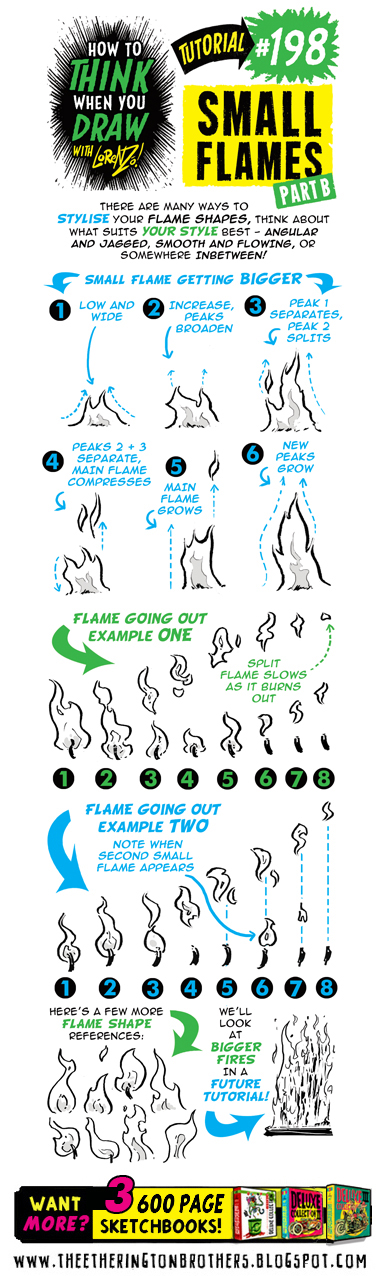 HOW TO
THINK
WHEN YOU
DRAW
WITH LORENZO!
TUTORIAL
#198
SMALL
FLAMES
PART B
THERE ARE MANY WAYS TO
STYLISE YOUR FLAME SHAPES, THINK ABOUT
WHAT SUITS YOUR STYLE BEST - ANGULAR
AND JAGGED, SMOOTH AND FLOWING, OR
SOMEWHERE INBETWEEN!
SMALL FLAME GETTING BIGGER
1
LOW AND
WIDE
2
INCREASE,
PEAKS
BROADEN
3
PEAK 1
SEPARATES,
PEAK 2
SPLITS
4
PEAKS 2 + 3
SEPARATE,
MAIN FLAME
COMPRESSES
5
MAIN
FLAME
GROWS
6
NEW
PEAKS
GROW
FLAME GOING OUT
EXAMPLE ONE
SPLIT
FLAME SLOWS
AS IT BURNS
OUT
1 2 3 4 5 6 7 8
FLAME GOING OUT
EXAMPLE TWO
NOTE WHEN
SECOND SMALL
FLAME APPEARS
1 2 3 4 5 6 7 8
HERE'S A FEW MORE
FLAME SHAPE
REFERENCES:
WE'LL
LOOK
AT
BIGGER
FIRES
IN A
FUTURE
TUTORIAL!
WANT
MORE?
3 600 PAGE
SKETCHBOOKS!
DELUXE
WWW.THEETHERINGTONBROTHERS.BLOGSPOT.COM